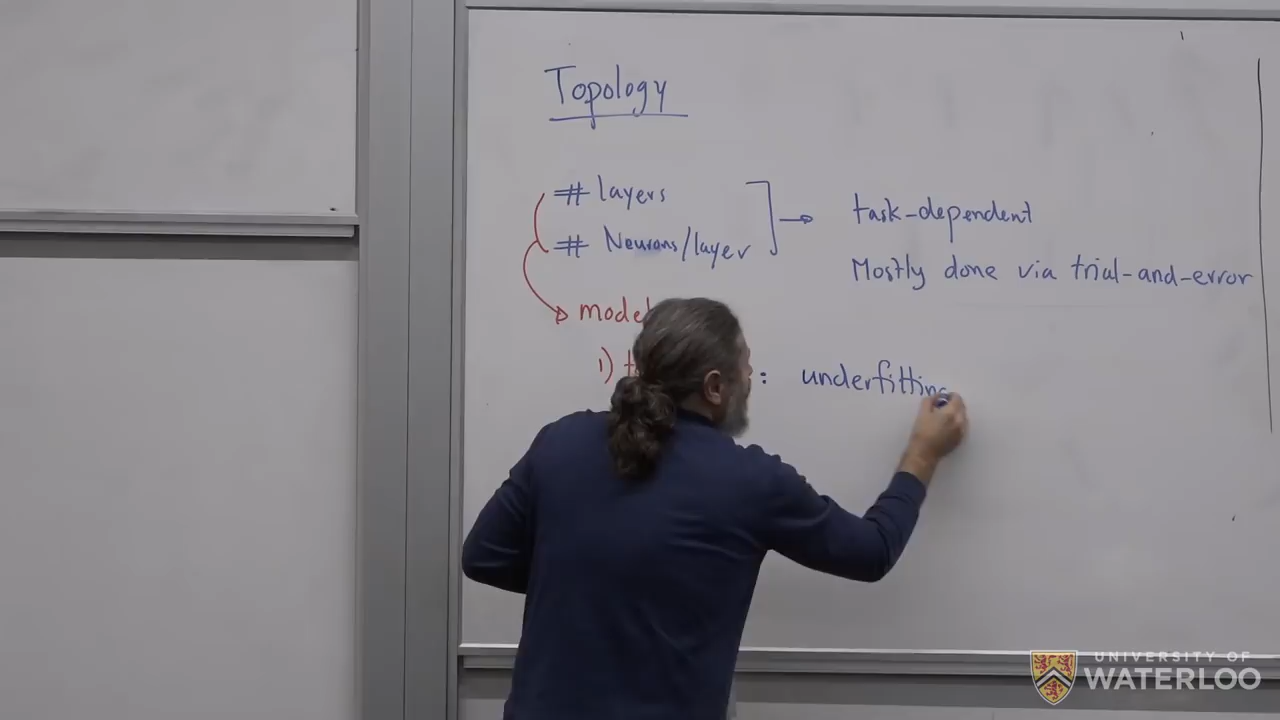 Topology
# layers
# Neurons/layer
task-dependent
Mostly done via trial-and-error
1)
: underfitting
UNIVERSITY OF
WATERLOO